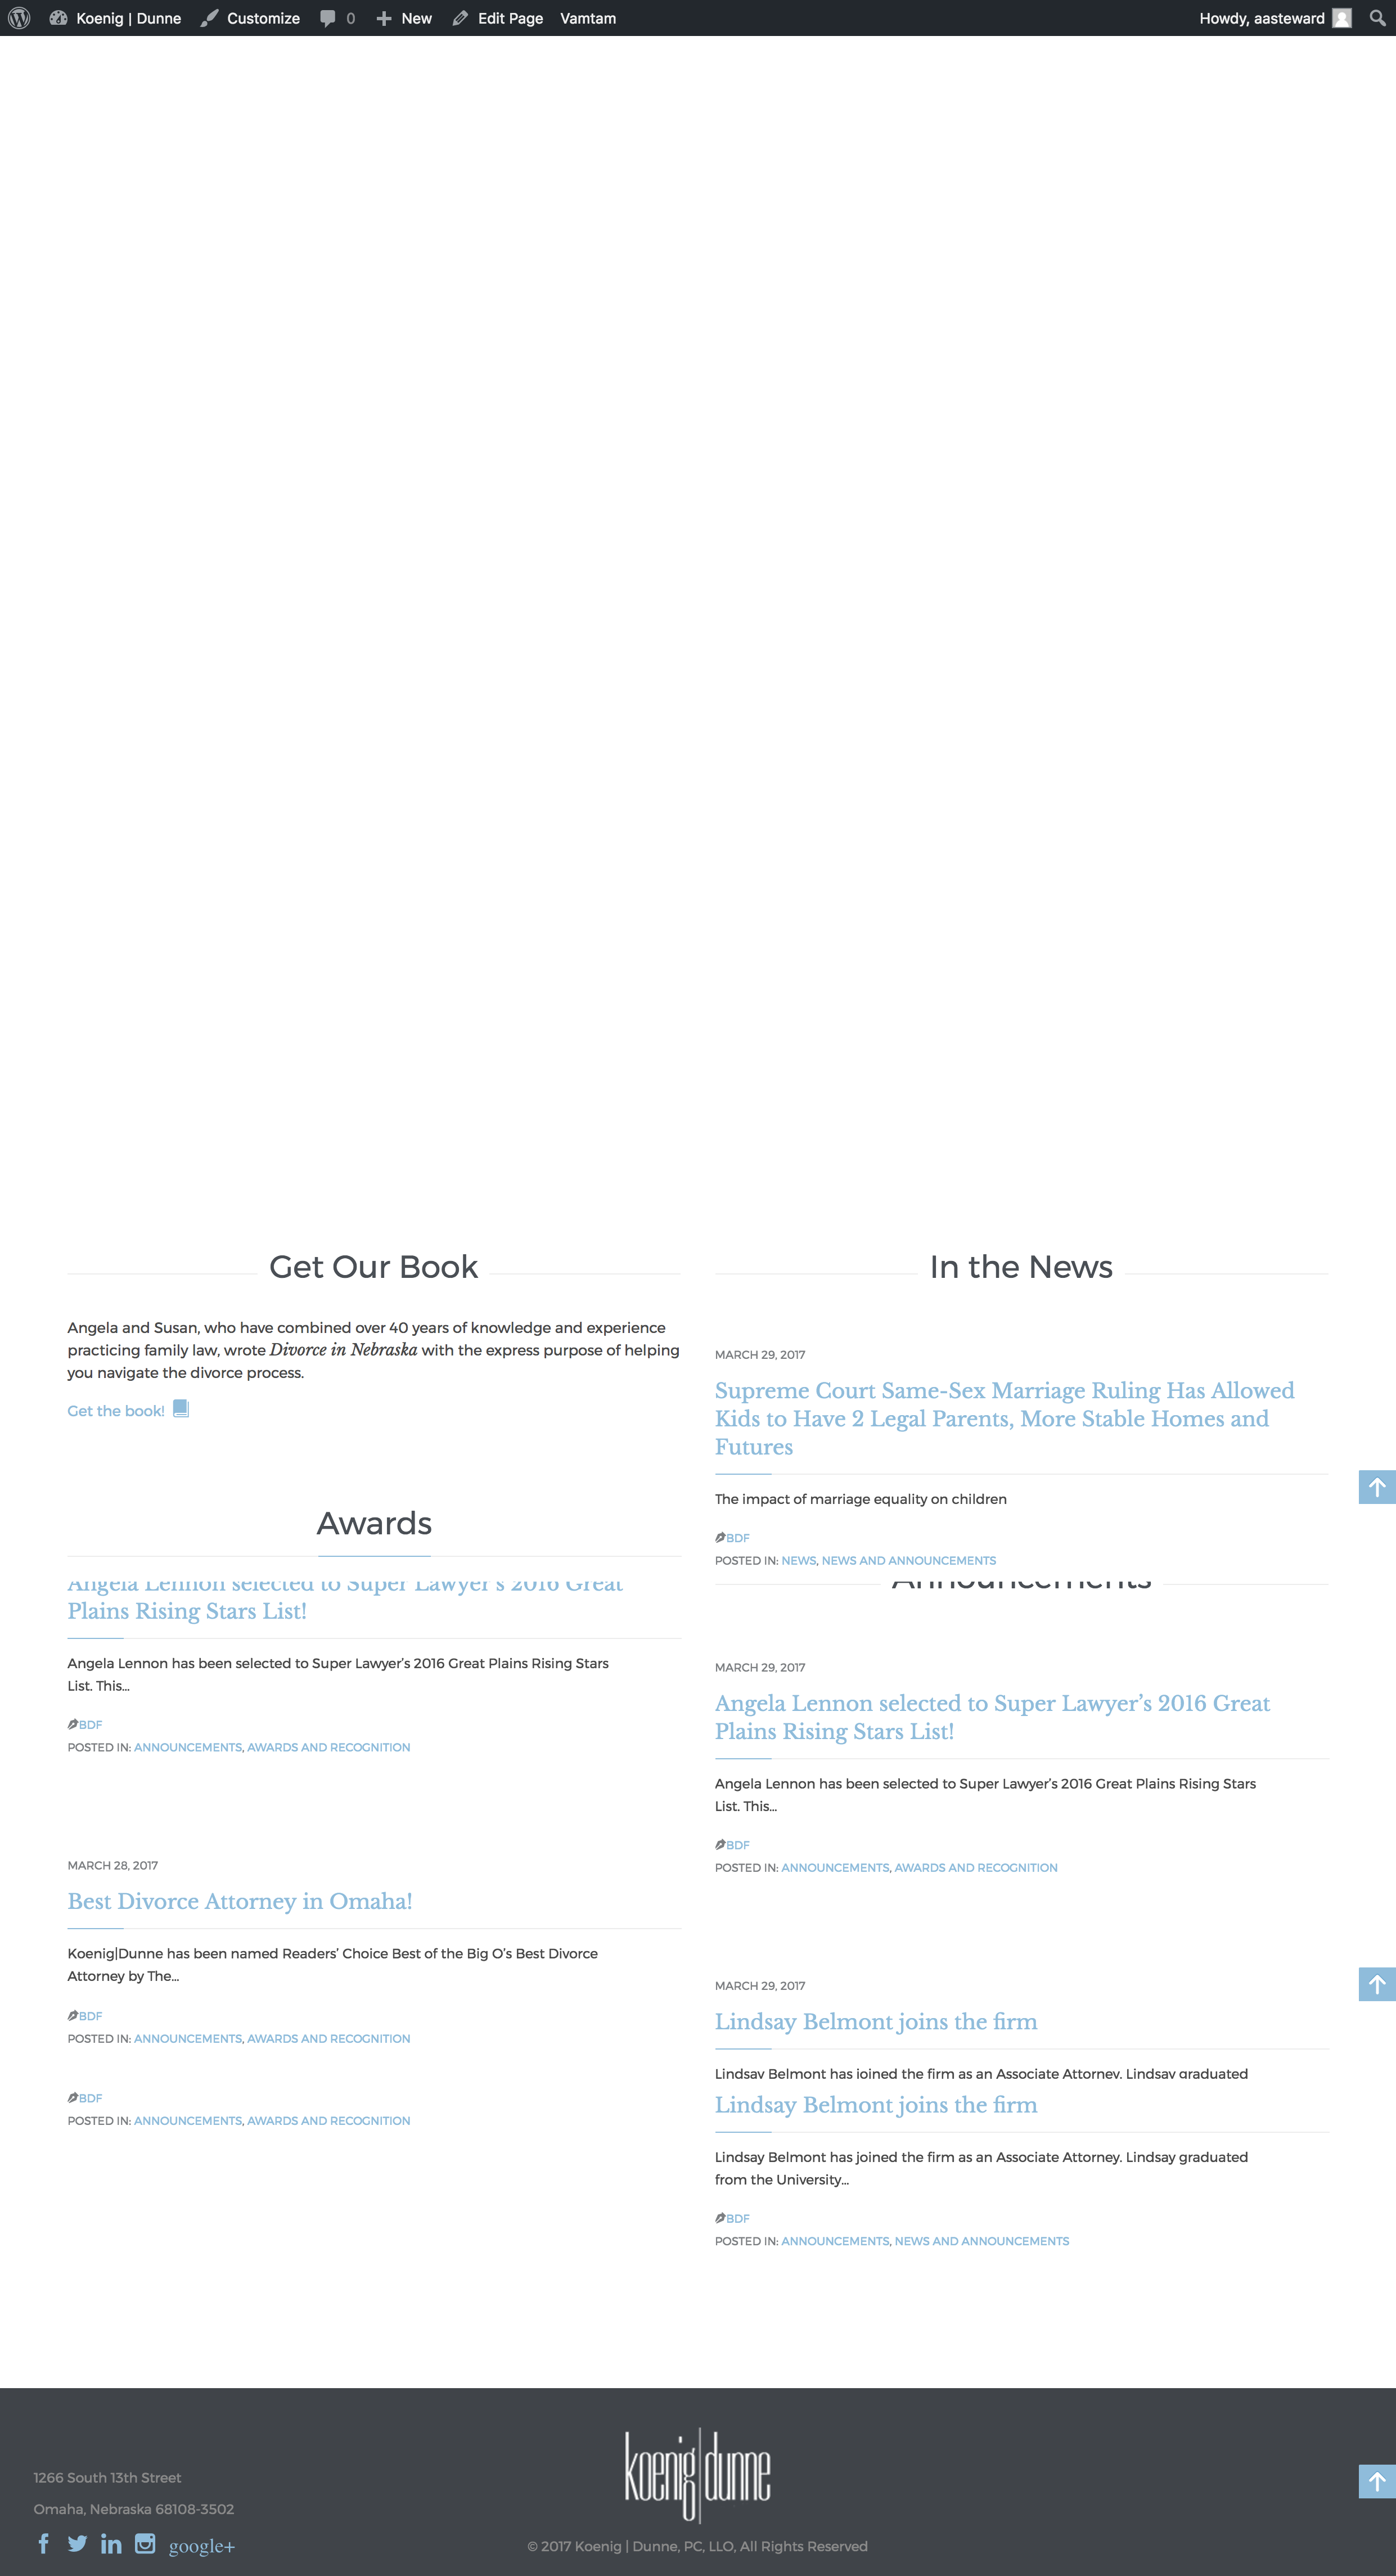 Koenig | Dunne Customize 0 New Edit Page Vamtam Howdy, aasteward
Get Our Book
Angela and Susan, who have combined over 40 years of knowledge and experience
practicing family law, wrote Divorce in Nebraska with the express purpose of helping
you navigate the divorce process.
Get the book!
Awards
Angela Lennon selected to Super Lawyer's 2016 Great
Plains Rising Stars List!
Angela Lennon has been selected to Super Lawyer's 2016 Great Plains Rising Stars
List. This...
BDF
POSTED IN: ANNOUNCEMENTS, AWARDS AND RECOGNITION
MARCH 28, 2017
Best Divorce Attorney in Omaha!
Koenig|Dunne has been named Readers' Choice Best of the Big O's Best Divorce
Attorney by The...
BDF
POSTED IN: ANNOUNCEMENTS, AWARDS AND RECOGNITION
BDF
POSTED IN: ANNOUNCEMENTS, AWARDS AND RECOGNITION
In the News
MARCH 29, 2017
Supreme Court Same-Sex Marriage Ruling Has Allowed
Kids to Have 2 Legal Parents, More Stable Homes and
Futures
The impact of marriage equality on children
BDF
POSTED IN: NEWS, NEWS AND ANNOUNCEMENTS
Announcements
MARCH 29, 2017
Angela Lennon selected to Super Lawyer's 2016 Great
Plains Rising Stars List!
Angela Lennon has been selected to Super Lawyer's 2016 Great Plains Rising Stars
List. This...
BDF
POSTED IN: ANNOUNCEMENTS, AWARDS AND RECOGNITION
MARCH 29, 2017
Lindsay Belmont joins the firm
Lindsay Belmont has joined the firm as an Associate Attorney. Lindsay graduated
Lindsay Belmont joins the firm
Lindsay Belmont has joined the firm as an Associate Attorney. Lindsay graduated
from the University...
BDF
POSTED IN: ANNOUNCEMENTS, NEWS AND ANNOUNCEMENTS
1266 South 13th Street
Omaha, Nebraska 68108-3502
google+
koenig|dunne
© 2017 Koenig | Dunne, PC, LLO, All Rights Reserved